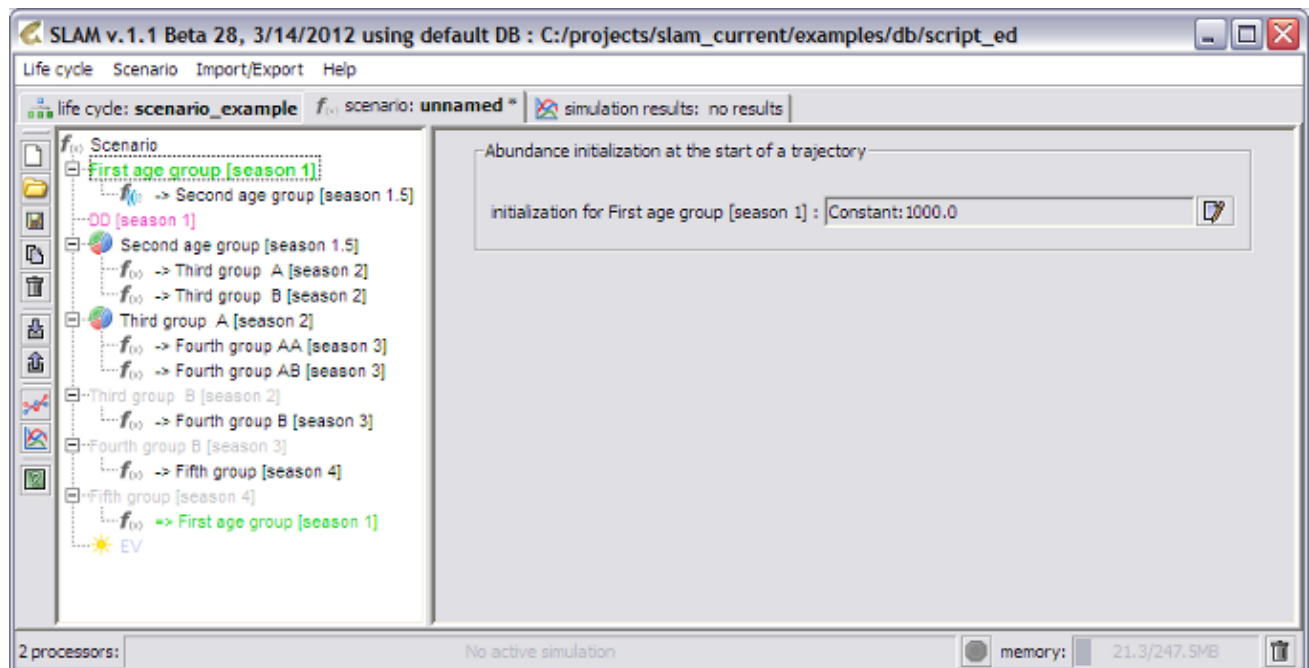 SLAM v.1.1 Beta 28, 3/14/2012 using default DB : C:/projects/slam_current/examples/db/script_ed
Life cycle Scenario Import/Export Help
life cycle: scenario_example f(x) scenario: unnamed * simulation results: no results
f(x) Scenario
First age group [season 1]
-> Second age group [season 1.5]
DD [season 1]
Second age group [season 1.5]
f(x) -> Third group A [season 2]
f(x) -> Third group B [season 2]
Third group A [season 2]
f(x) -> Fourth group AA [season 3]
f(x) -> Fourth group AB [season 3]
Third group B [season 2]
f(x) -> Fourth group B [season 3]
Fourth group B [season 3]
f(x) -> Fifth group [season 4]
Fifth group [season 4]
f(x) => First age group [season 1]
EV
Abundance initialization at the start of a trajectory
initialization for First age group [season 1] : Constant:1000.0
2 processors: No active simulation memory: 21.3/247.5MB